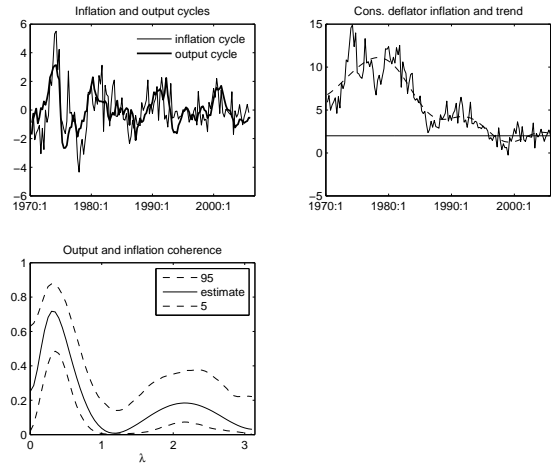 Inflation and output cycles
6
4
2
0
−2
−4
−6
1970:1 1980:1 1990:1 2000:1
inflation cycle
output cycle
Cons. deflator inflation and trend
15
10
5
0
−5
1970:1 1980:1 1990:1 2000:1
Output and inflation coherence
1
0.8
0.6
0.4
0.2
0
0 1 2 3
λ
95
estimate
5